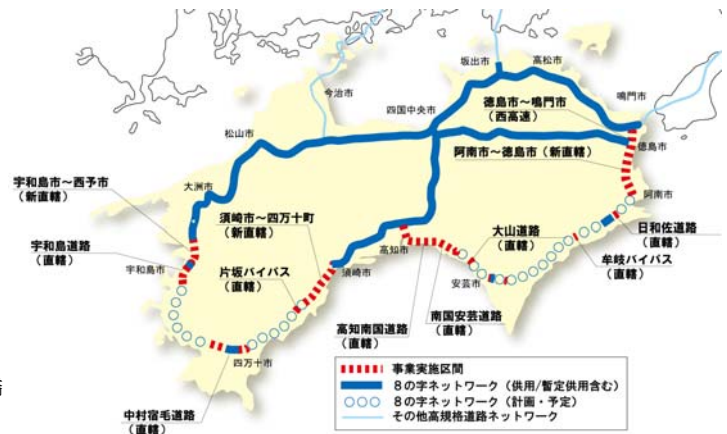 坂出市
高松市
鳴門市
今治市
四国中央市
徳島市～鳴門市
（西高速）
松山市
徳島市
阿南市～徳島市（新直轄）
宇和島市～西予市
（新直轄）
大洲市
阿南市
須崎市～四万十町
（新直轄）
日和佐道路
（直轄）
宇和島道路
（直轄）
大山道路
（直轄）
高知市
牟岐バイパス
（直轄）
宇和島市
片坂バイパス
（直轄）
須崎市
安芸市
高知南国道路
（直轄）
南国安芸道路
（直轄）
四万十市
中村宿毛道路
（直轄）
事業実施区間
８の字ネットワーク（供用/暫定供用含む）
８の字ネットワーク（計画・予定）
その他高規格道路ネットワーク